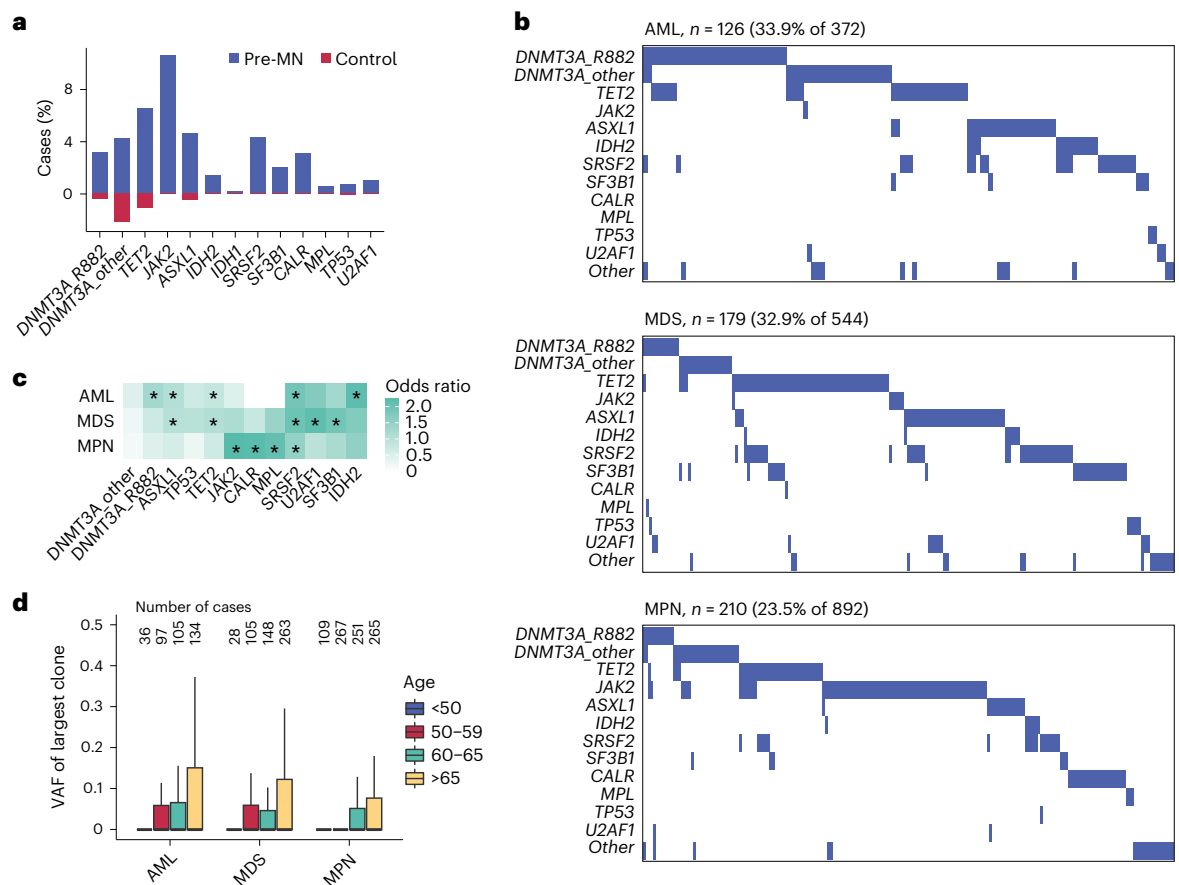 a
Pre-MN
Control
Cases (%)
8
4
0
DNMT3A_R882
DNMT3A_other
TET2
JAK2
ASXL1
IDH2
IDH1
SRSF2
SF3B1
CALR
MPL
TP53
U2AF1
b
AML, n = 126 (33.9% of 372)
DNMT3A_R882
DNMT3A_other
TET2
JAK2
ASXL1
IDH2
SRSF2
SF3B1
CALR
MPL
TP53
U2AF1
Other
MDS, n = 179 (32.9% of 544)
DNMT3A_R882
DNMT3A_other
TET2
JAK2
ASXL1
IDH2
SRSF2
SF3B1
CALR
MPL
TP53
U2AF1
Other
MPN, n = 210 (23.5% of 892)
DNMT3A_R882
DNMT3A_other
TET2
JAK2
ASXL1
IDH2
SRSF2
SF3B1
CALR
MPL
TP53
U2AF1
Other
c
AML * * * * *
MDS * * * * *
MPN * * * *
DNMT3A_other
DNMT3A_R882
ASXL1
TP53
TET2
JAK2
CALR
MPL
SRSF2
U2AF1
SF3B1
IDH2
Odds ratio
2.0
1.5
1.0
0.5
0
d
Number of cases
36 97 105 134
28 105 148 263
109 267 251 265
VAF of largest clone
0.5
0.4
0.3
0.2
0.1
0
AML
MDS
MPN
Age
<50
50–59
60–65
>65